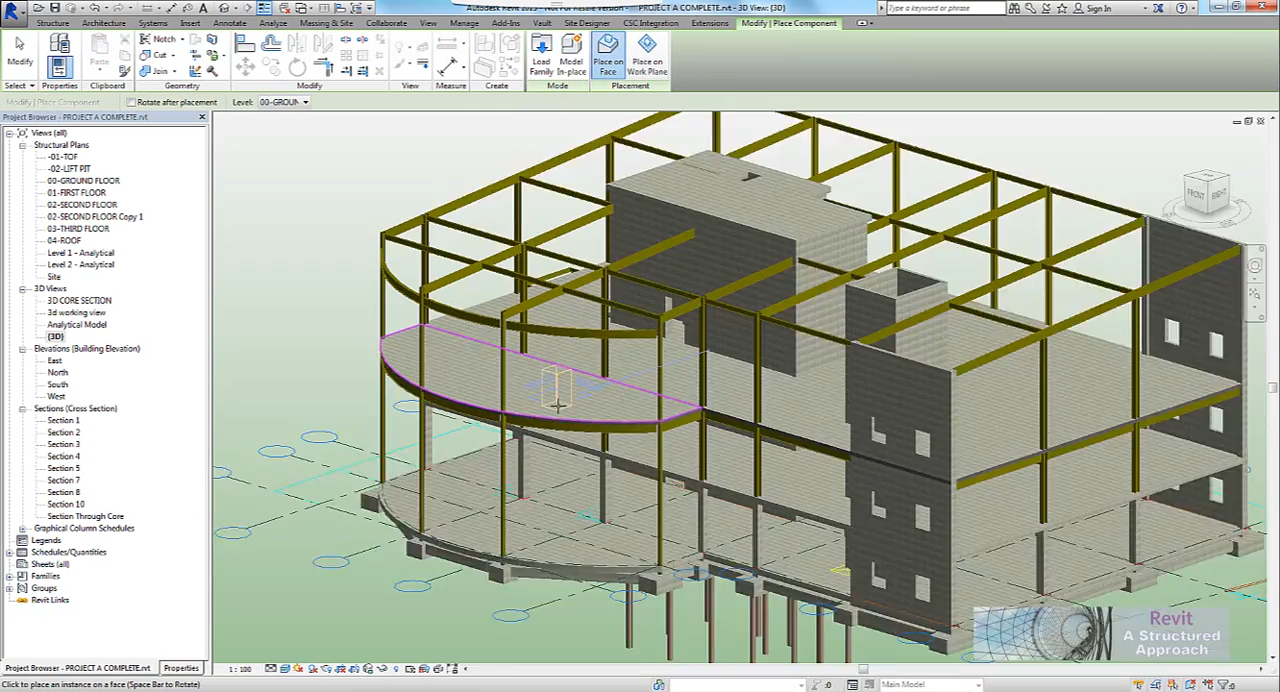 Autodesk Revit 2013 - Not For Resale Version - [3D View: {3D}]
Type a keyword or phrase
Sign In
Structure Architecture Systems Insert Annotate Analyze Massing & Site Collaborate View Manage Add-Ins Vault Site Designer CSC Integration Extensions Modify | Place Component
Notch
Cut
Join
Modify
Paste
Load Family
Model In-place
Place on Face
Place on Work Plane
Select Properties Clipboard Geometry Modify View Measure Create Mode Placement
Modify | Place Component
Rotate after placement
Level: 00-GROUN
Project Browser - PROJECT A COMPLETE.rvt
Views (all)
Structural Plans
-01-TOF
-02-LIFT PIT
00-GROUND FLOOR
01-FIRST FLOOR
02-SECOND FLOOR
02-SECOND FLOOR Copy 1
03-THIRD FLOOR
04-ROOF
Level 1 - Analytical
Level 2 - Analytical
Site
3D Views
3D CORE SECTION
3d working view
Analytical Model
{3D}
Elevations (Building Elevation)
East
North
South
West
Sections (Cross Section)
Section 1
Section 2
Section 3
Section 4
Section 5
Section 7
Section 8
Section 10
Section Through Core
Graphical Column Schedules
Legends
Schedules/Quantities
Sheets (all)
Families
Groups
Revit Links
FRONT
RIGHT
Revit
A Structured
Approach
Project Browser - PROJECT A COMPLETE.rvt
Properties
1 : 100
Click to place an instance on a face (Space Bar to Rotate)
:0
Main Model
:0